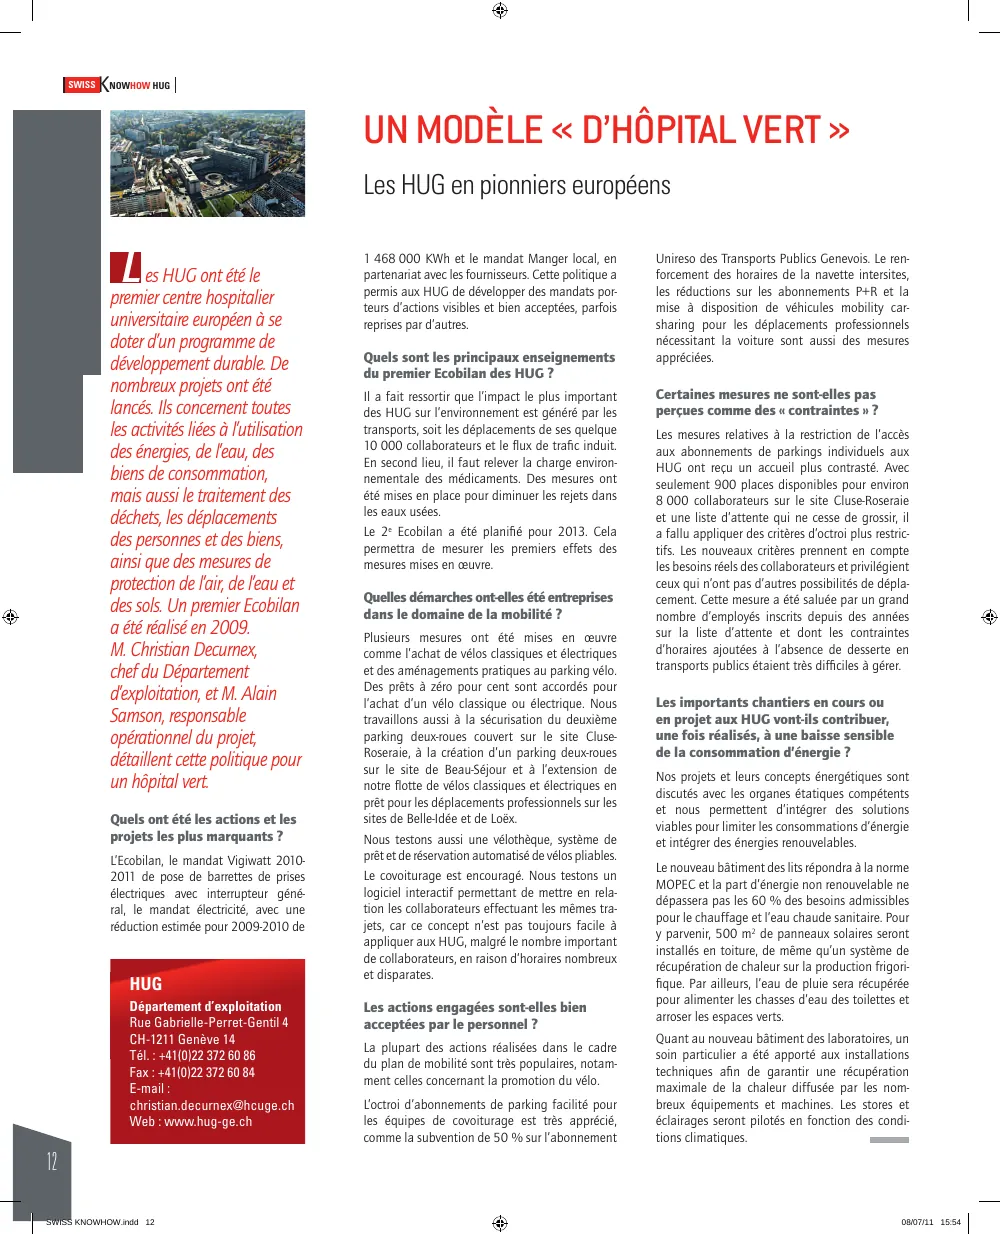 SWISS KNOWHOW HUG
UN MODÈLE « D’HÔPITAL VERT »
Les HUG en pionniers européens
Les HUG ont été le
premier centre hospitalier
universitaire européen à se
doter d’un programme de
développement durable. De
nombreux projets ont été
lancés. Ils concernent toutes
les activités liées à l’utilisation
des énergies, de l’eau, des
biens de consommation,
mais aussi le traitement des
déchets, les déplacements
des personnes et des biens,
ainsi que des mesures de
protection de l’air, de l’eau et
des sols. Un premier Ecobilan
a été réalisé en 2009.
M. Christian Decurnex,
chef du Département
d’exploitation, et M. Alain
Samson, responsable
opérationnel du projet,
détaillent cette politique pour
un hôpital vert.
Quels ont été les actions et les
projets les plus marquants ?
L’Ecobilan, le mandat Vigiwatt 2010-
2011 de pose de barrettes de prises
électriques avec interrupteur géné-
ral, le mandat électricité, avec une
réduction estimée pour 2009-2010 de
HUG
Département d’exploitation
Rue Gabrielle-Perret-Gentil 4
CH-1211 Genève 14
Tél. : +41(0)22 372 60 86
Fax : +41(0)22 372 60 84
E-mail :
christian.decurnex@hcuge.ch
Web : www.hug-ge.ch
1 468 000 KWh et le mandat Manger local, en
partenariat avec les fournisseurs. Cette politique a
permis aux HUG de développer des mandats por-
teurs d’actions visibles et bien acceptées, parfois
reprises par d’autres.
Quels sont les principaux enseignements
du premier Ecobilan des HUG ?
Il a fait ressortir que l’impact le plus important
des HUG sur l’environnement est généré par les
transports, soit les déplacements de ses quelque
10 000 collaborateurs et le flux de trafic induit.
En second lieu, il faut relever la charge environ-
nementale des médicaments. Des mesures ont
été mises en place pour diminuer les rejets dans
les eaux usées.
Le 2e Ecobilan a été planifié pour 2013. Cela
permettra de mesurer les premiers effets des
mesures mises en œuvre.
Quelles démarches ont-elles été entreprises
dans le domaine de la mobilité ?
Plusieurs mesures ont été mises en œuvre
comme l’achat de vélos classiques et électriques
et des aménagements pratiques au parking vélo.
Des prêts à zéro pour cent sont accordés pour
l’achat d’un vélo classique ou électrique. Nous
travaillons aussi à la sécurisation du deuxième
parking deux-roues couvert sur le site Cluse-
Roseraie, à la création d’un parking deux-roues
sur le site de Beau-Séjour et à l’extension de
notre flotte de vélos classiques et électriques en
prêt pour les déplacements professionnels sur les
sites de Belle-Idée et de Loëx.
Nous testons aussi une vélothèque, système de
prêt et de réservation automatisé de vélos pliables.
Le covoiturage est encouragé. Nous testons un
logiciel interactif permettant de mettre en rela-
tion les collaborateurs effectuant les mêmes tra-
jets, car ce concept n’est pas toujours facile à
appliquer aux HUG, malgré le nombre important
de collaborateurs, en raison d’horaires nombreux
et disparates.
Les actions engagées sont-elles bien
acceptées par le personnel ?
La plupart des actions réalisées dans le cadre
du plan de mobilité sont très populaires, notam-
ment celles concernant la promotion du vélo.
L’octroi d’abonnements de parking facilité pour
les équipes de covoiturage est très apprécié,
comme la subvention de 50 % sur l’abonnement
Unireso des Transports Publics Genevois. Le ren-
forcement des horaires de la navette intersites,
les réductions sur les abonnements P+R et la
mise à disposition de véhicules mobility car-
sharing pour les déplacements professionnels
nécessitant la voiture sont aussi des mesures
appréciées.
Certaines mesures ne sont-elles pas
perçues comme des « contraintes » ?
Les mesures relatives à la restriction de l’accès
aux abonnements de parkings individuels aux
HUG ont reçu un accueil plus contrasté. Avec
seulement 900 places disponibles pour environ
8 000 collaborateurs sur le site Cluse-Roseraie
et une liste d’attente qui ne cesse de grossir, il
a fallu appliquer des critères d’octroi plus restric-
tifs. Les nouveaux critères prennent en compte
les besoins réels des collaborateurs et privilégient
ceux qui n’ont pas d’autres possibilités de dépla-
cement. Cette mesure a été saluée par un grand
nombre d’employés inscrits depuis des années
sur la liste d’attente et dont les contraintes
d’horaires ajoutées à l’absence de desserte en
transports publics étaient très difficiles à gérer.
Les importants chantiers en cours ou
en projet aux HUG vont-ils contribuer,
une fois réalisés, à une baisse sensible
de la consommation d’énergie ?
Nos projets et leurs concepts énergétiques sont
discutés avec les organes étatiques compétents
et nous permettent d’intégrer des solutions
viables pour limiter les consommations d’énergie
et intégrer des énergies renouvelables.
Le nouveau bâtiment des lits répondra à la norme
MOPEC et la part d’énergie non renouvelable ne
dépassera pas les 60 % des besoins admissibles
pour le chauffage et l’eau chaude sanitaire. Pour
y parvenir, 500 m² de panneaux solaires seront
installés en toiture, de même qu’un système de
récupération de chaleur sur la production frigori-
fique. Par ailleurs, l’eau de pluie sera récupérée
pour alimenter les chasses d’eau des toilettes et
arroser les espaces verts.
Quant au nouveau bâtiment des laboratoires, un
soin particulier a été apporté aux installations
techniques afin de garantir une récupération
maximale de la chaleur diffusée par les nom-
breux équipements et machines. Les stores et
éclairages seront pilotés en fonction des condi-
tions climatiques.
12
SWISS KNOWHOW.indd 12
08/07/11 15:54